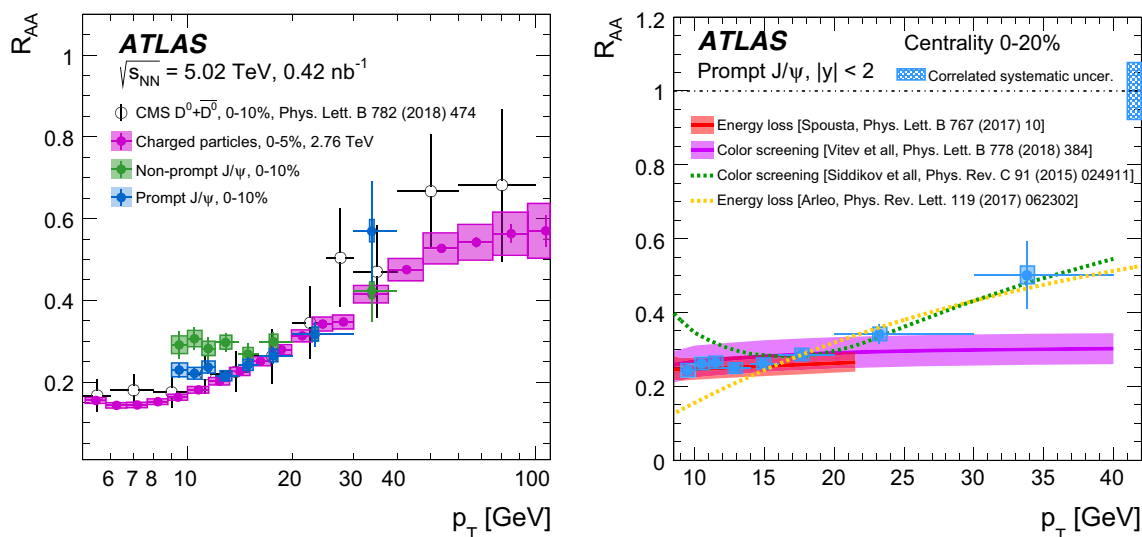 R_AA
ATLAS
√s_NN = 5.02 TeV, 0.42 nb⁻¹
CMS D⁰+D̅⁰, 0-10%, Phys. Lett. B 782 (2018) 474
Charged particles, 0-5%, 2.76 TeV
Non-prompt J/ψ, 0-10%
Prompt J/ψ, 0-10%
1
0.8
0.6
0.4
0.2
6 7 8 10 20 30 40 100
p_T [GeV]
R_AA
ATLAS
Centrality 0-20%
Prompt J/ψ, |y| < 2
Correlated systematic uncer.
Energy loss [Spousta, Phys. Lett. B 767 (2017) 10]
Color screening [Vitev et all, Phys. Lett. B 778 (2018) 384]
Color screening [Siddikov et all, Phys. Rev. C 91 (2015) 024911]
Energy loss [Arleo, Phys. Rev. Lett. 119 (2017) 062302]
1.2
1
0.8
0.6
0.4
0.2
0
10 15 20 25 30 35 40
p_T [GeV]